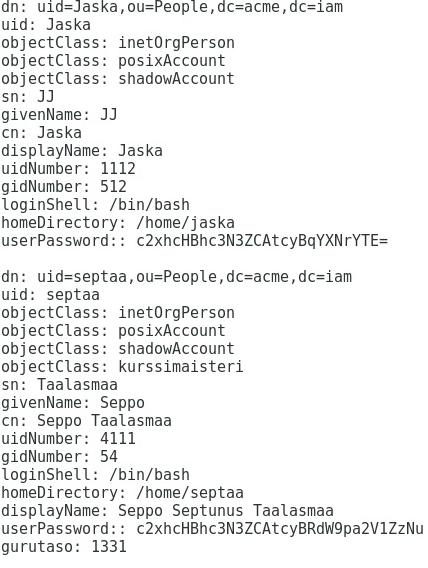 dn: uid=Jaska,ou=People,dc=acme,dc=iam
uid: Jaska
objectClass: inetOrgPerson
objectClass: posixAccount
objectClass: shadowAccount
sn: JJ
givenName: JJ
cn: Jaska
displayName: Jaska
uidNumber: 1112
gidNumber: 512
loginShell: /bin/bash
homeDirectory: /home/jaska
userPassword:: c2xhcHBhc3N3ZCAtcyBqYXNrYTE=
dn: uid=septaa,ou=People,dc=acme,dc=iam
uid: septaa
objectClass: inetOrgPerson
objectClass: posixAccount
objectClass: shadowAccount
objectClass: kurssimaisteri
sn: Taalasmaa
givenName: Seppo
cn: Seppo Taalasmaa
uidNumber: 4111
gidNumber: 54
loginShell: /bin/bash
homeDirectory: /home/septaa
displayName: Seppo Septunus Taalasmaa
userPassword:: c2xhcHBhc3N3ZCAtcyBRdW9pa2V1ZzNu
gurutaso: 1331